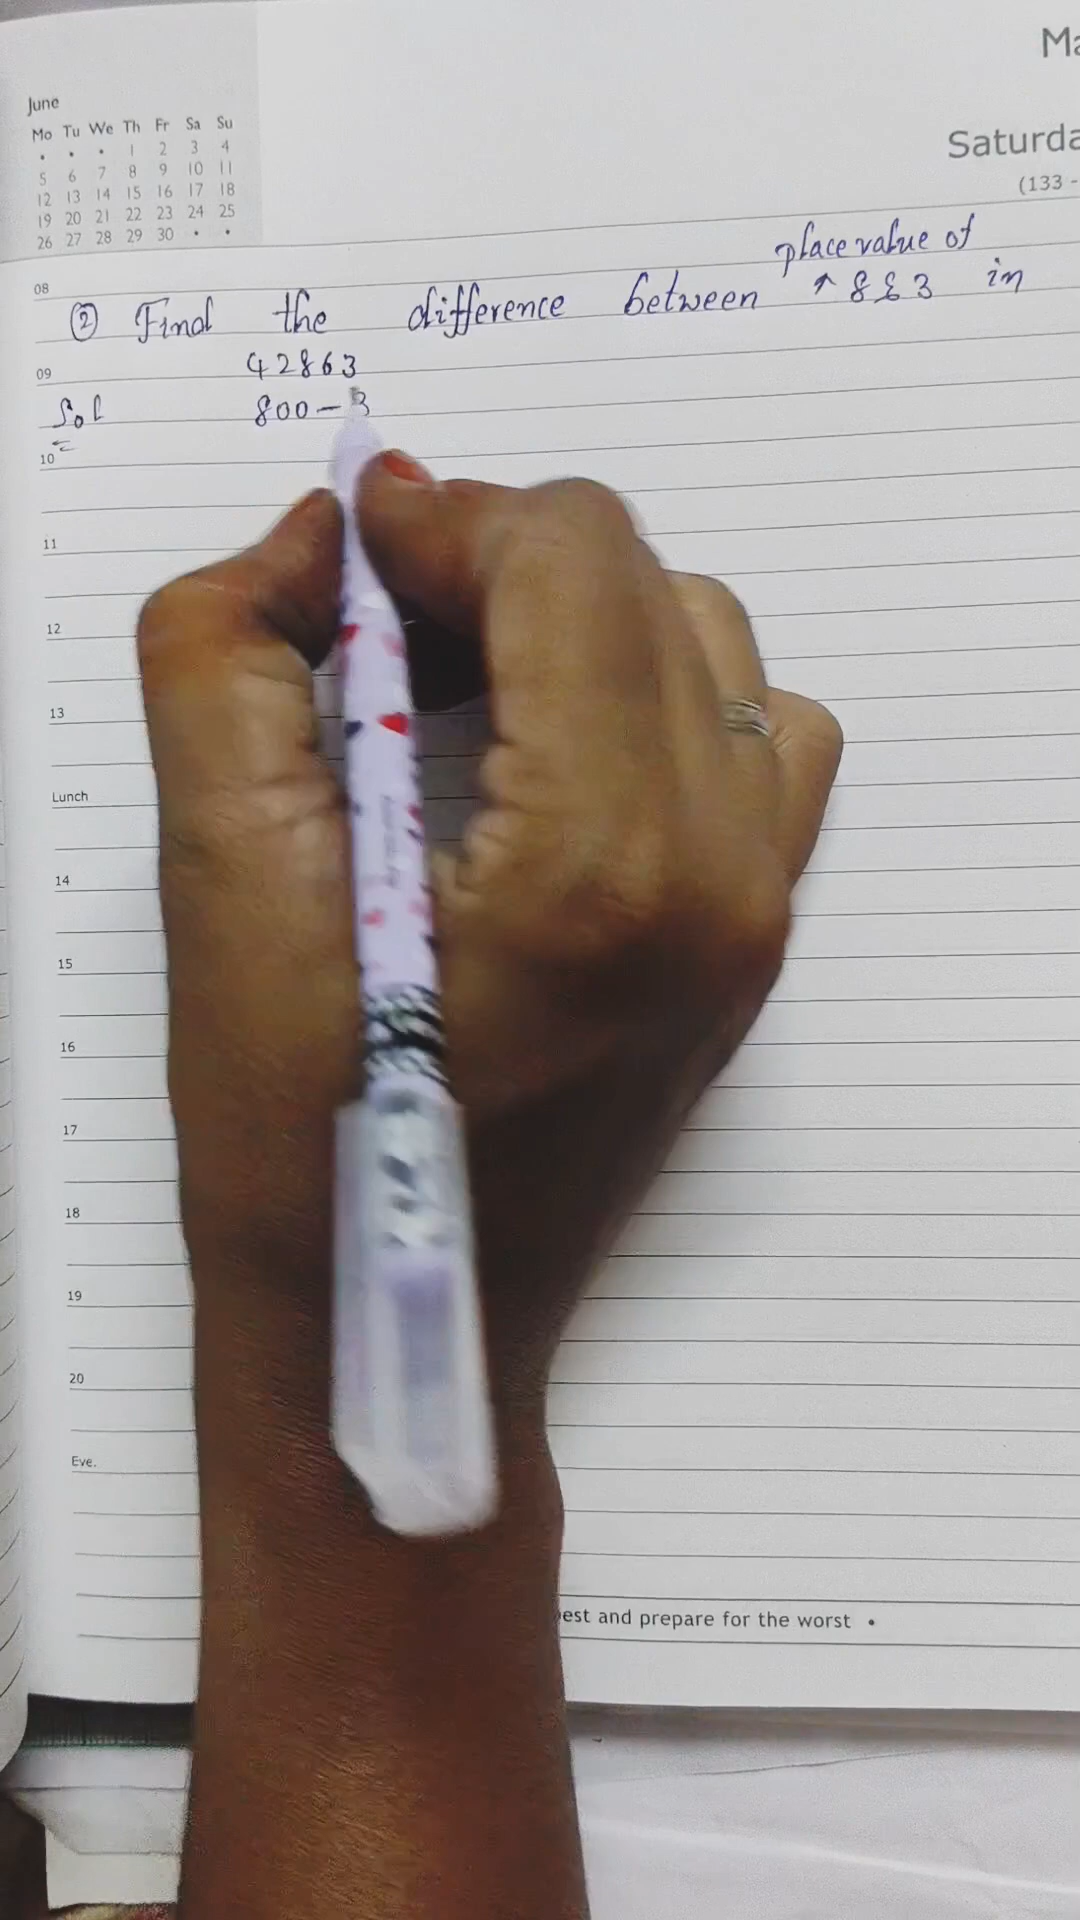 Ma
June
Mo Tu We Th Fr Sa Su
• • • 1 2 3 4
5 6 7 8 9 10 11
12 13 14 15 16 17 18
19 20 21 22 23 24 25
26 27 28 29 30 • •
Saturda
(133 -
place value of
08
② Find the difference between ↑ 8 & 3 in
09
42863
Sol 800 - 3
10
11
12
13
Lunch
14
15
16
17
18
19
20
Eve.
est and prepare for the worst •